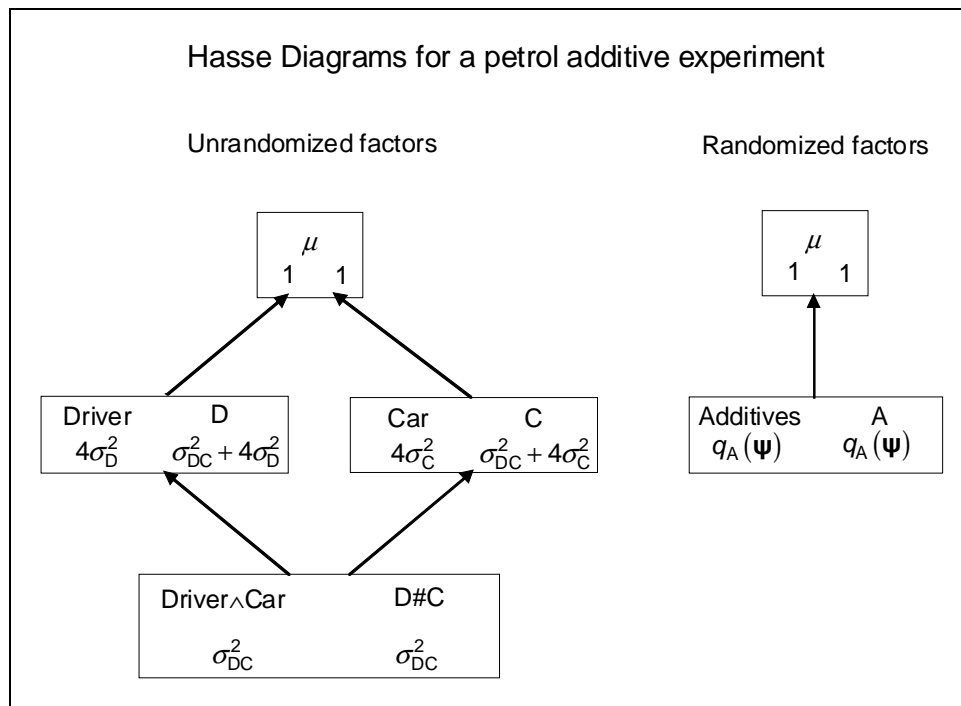 Hasse Diagrams for a petrol additive experiment
Unrandomized factors
Randomized factors
μ
1 1
μ
1 1
Driver D
4σ²_D σ²_DC + 4σ²_D
Car C
4σ²_C σ²_DC + 4σ²_C
Additives A
q_A(ψ) q_A(ψ)
Driver∧Car D#C
σ²_DC σ²_DC